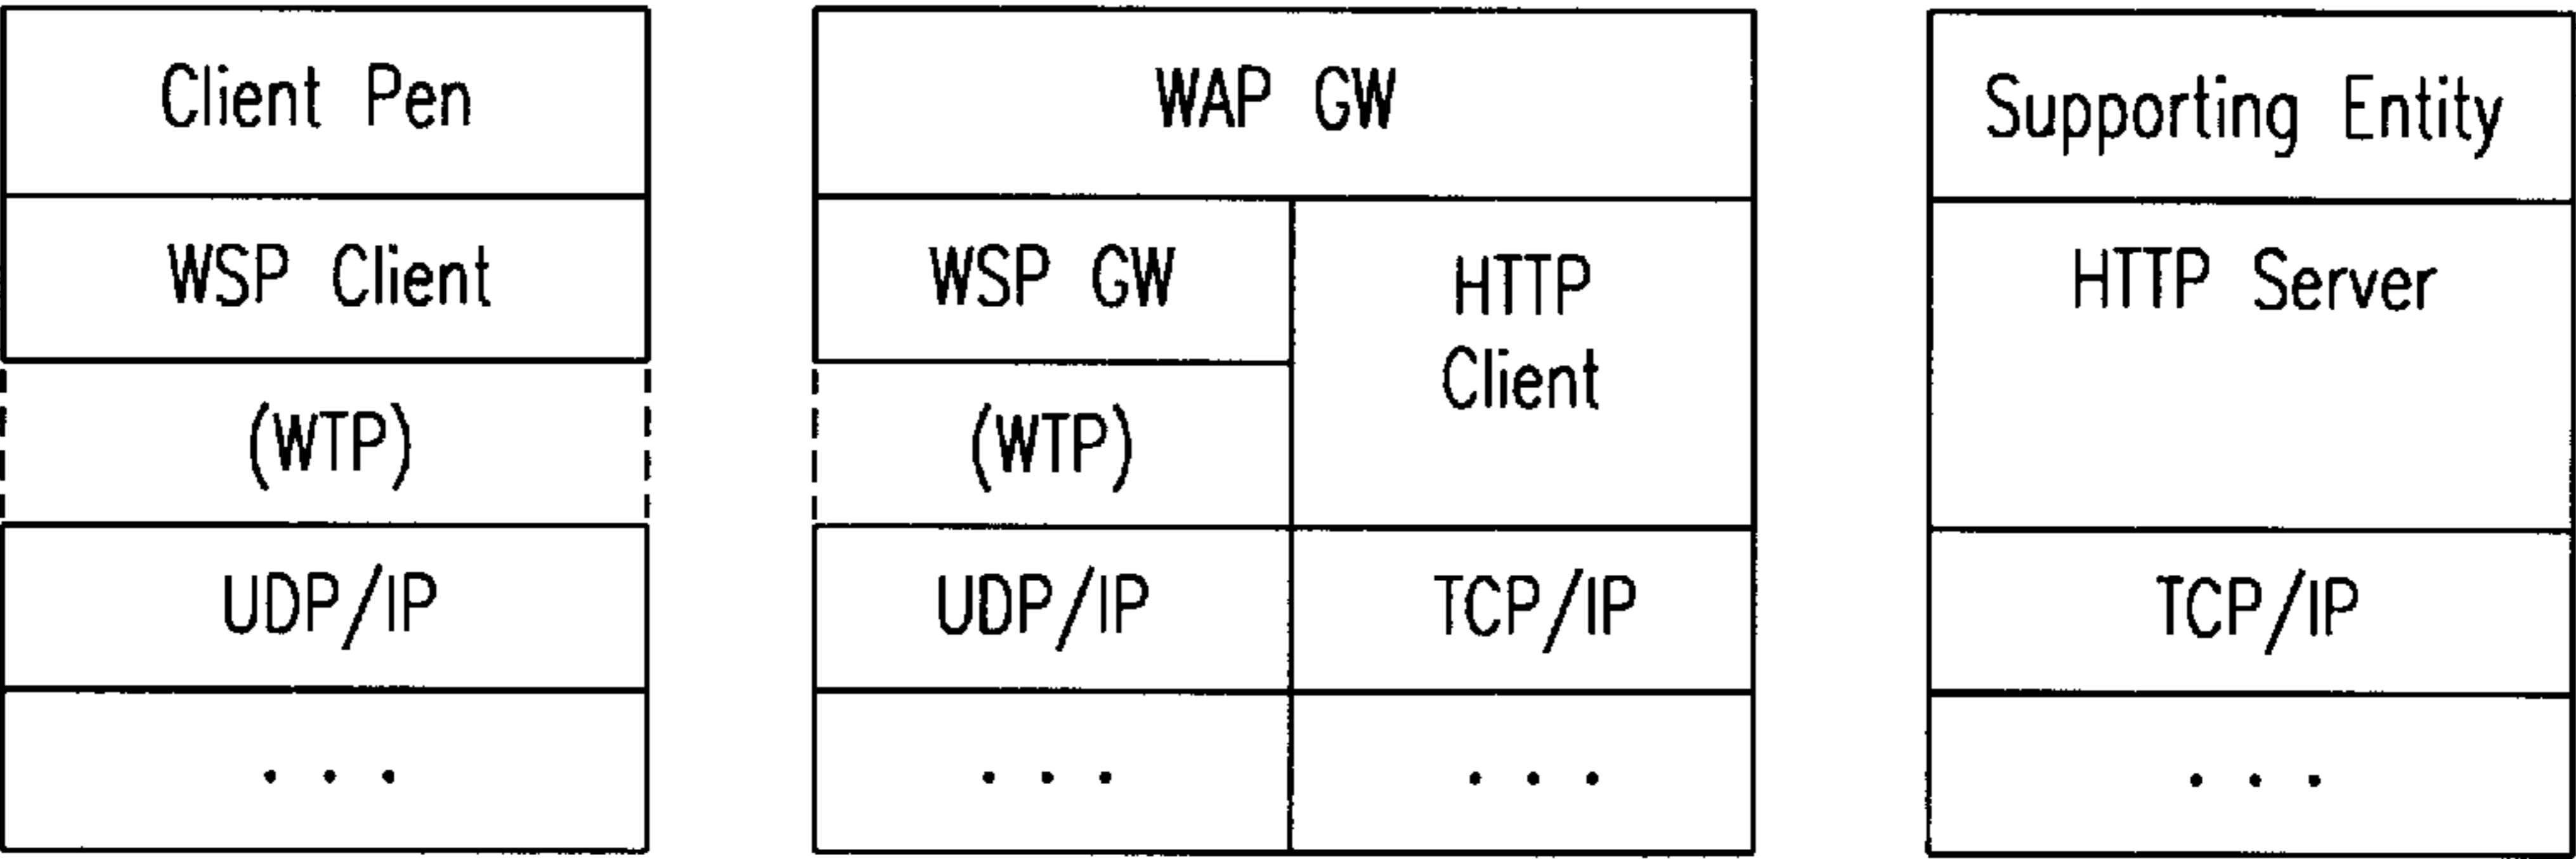 Client Pen
WSP Client
(WTP)
UDP/IP
. . .
WAP GW
WSP GW
(WTP)
UDP/IP
. . .
HTTP
Client
TCP/IP
. . .
Supporting Entity
HTTP Server
TCP/IP
. . .